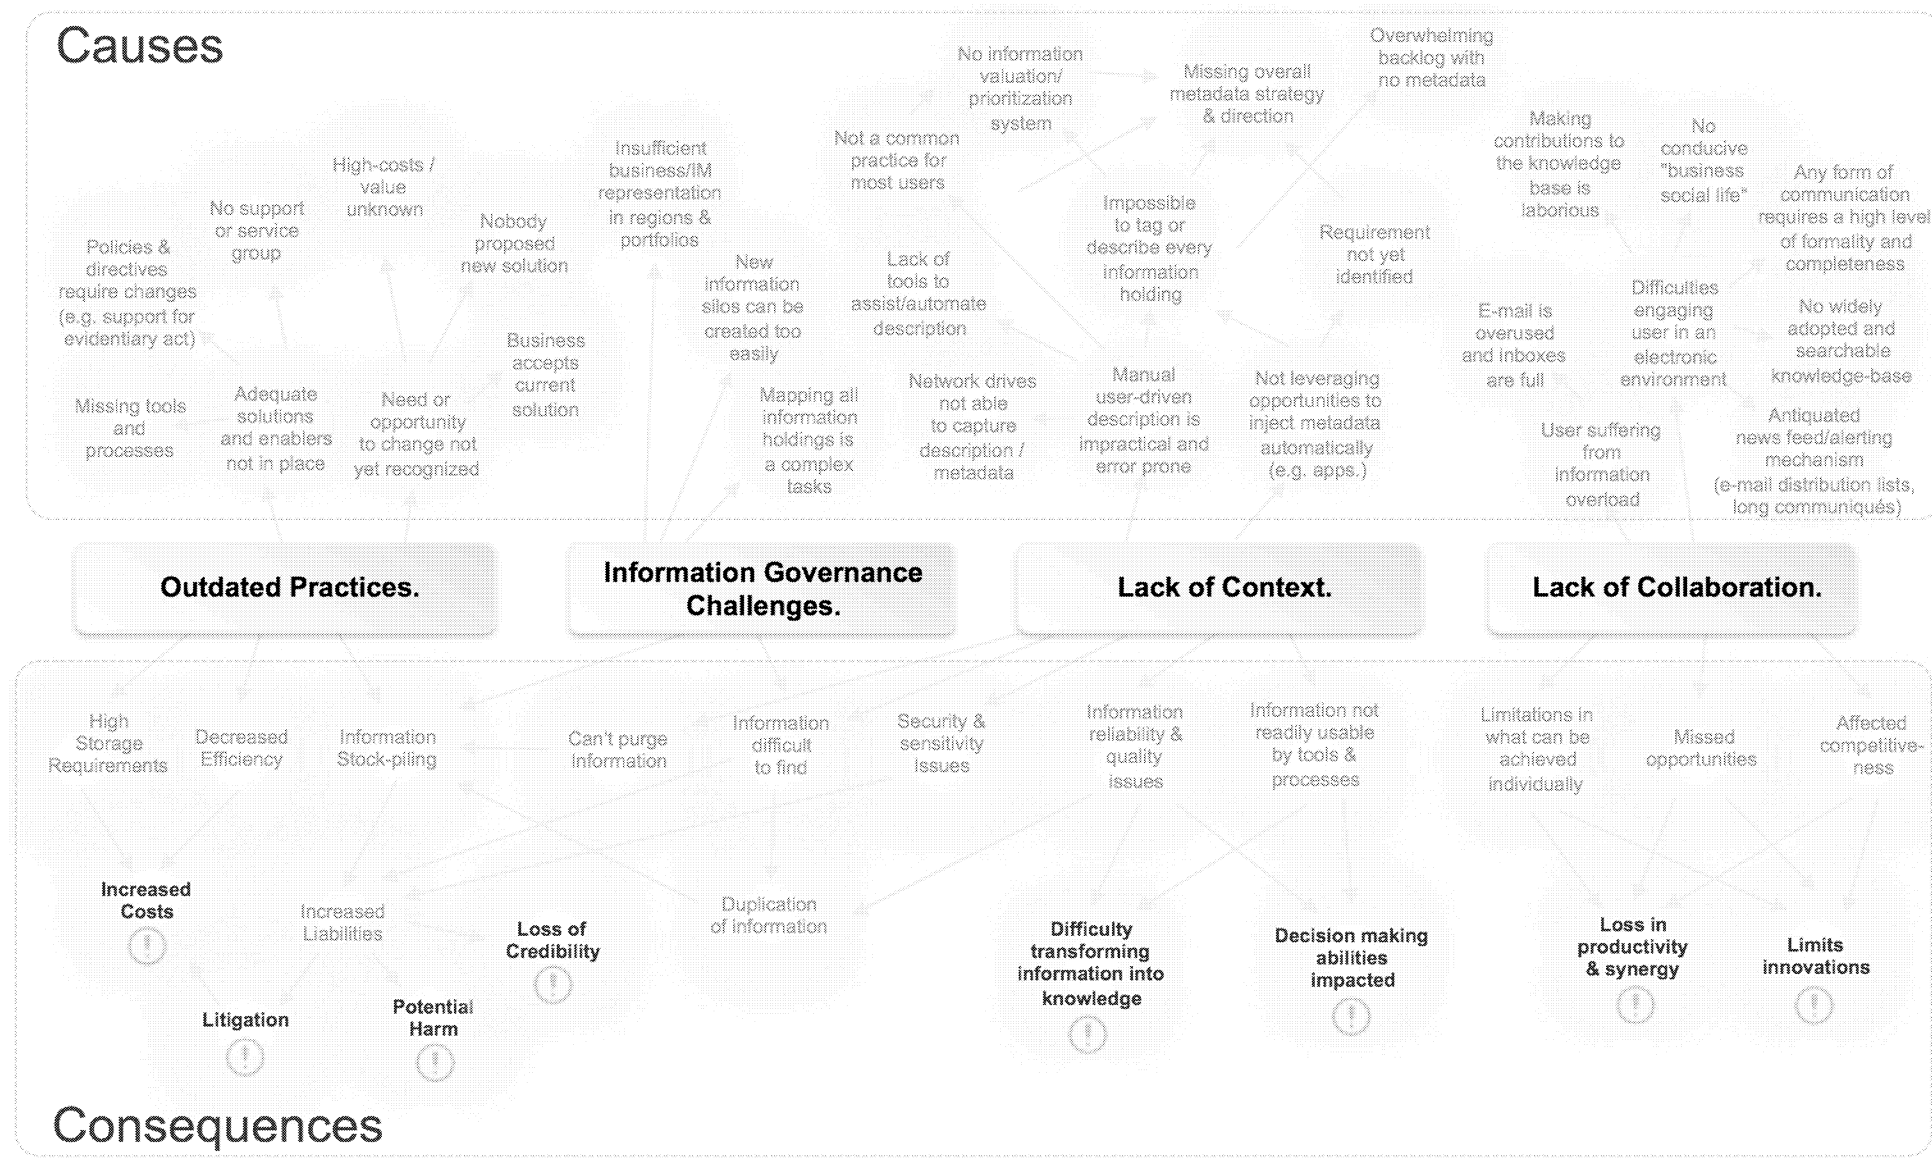 Causes
Policies &
directives
require changes
(e.g. support for
evidentiary act)
No support
or service
group
High-costs /
value
unknown
Nobody
proposed
new solution
Missing tools
and
processes
Adequate
solutions
and enablers
not in place
Need or
opportunity
to change not
yet recognized
Business
accepts
current
solution
Insufficient
business/IM
representation
in regions &
portfolios
New
information
silos can be
created too
easily
Mapping all
information
holdings is
a complex
tasks
No information
valuation/
prioritization
system
Missing overall
metadata strategy
& direction
Overwhelming
backlog with
no metadata
Not a common
practice for
most users
Impossible
to tag or
describe every
information
holding
Requirement
not yet
identified
Lack of
tools to
assist/automate
description
Network drives
not able
to capture
description /
metadata
Manual
user-driven
description is
impractical and
error prone
Not leveraging
opportunities to
inject metadata
automatically
(e.g. apps.)
Making
contributions to
the knowledge
base is
laborious
No
conducive
"business
social life"
Any form of
communication
requires a high level
of formality and
completeness
E-mail is
overused
and inboxes
are full
Difficulties
engaging
user in an
electronic
environment
No widely
adopted and
searchable
knowledge-base
User suffering
from
information
overload
Antiquated
news feed/alerting
mechanism
(e-mail distribution lists,
long communiqués)
Outdated Practices.
Information Governance
Challenges.
Lack of Context.
Lack of Collaboration.
High
Storage
Requirements
Decreased
Efficiency
Information
Stock-piling
Can't purge
Information
Information
difficult
to find
Security &
sensitivity
Issues
Information
reliability &
quality
issues
Information not
readily usable
by tools &
processes
Limitations in
what can be
achieved
individually
Missed
opportunities
Affected
competitive-
ness
Increased
Costs
Increased
Liabilities
Loss of
Credibility
Duplication
of information
Litigation
Potential
Harm
Difficulty
transforming
information into
knowledge
Decision making
abilities
impacted
Loss in
productivity
& synergy
Limits
innovations
Consequences